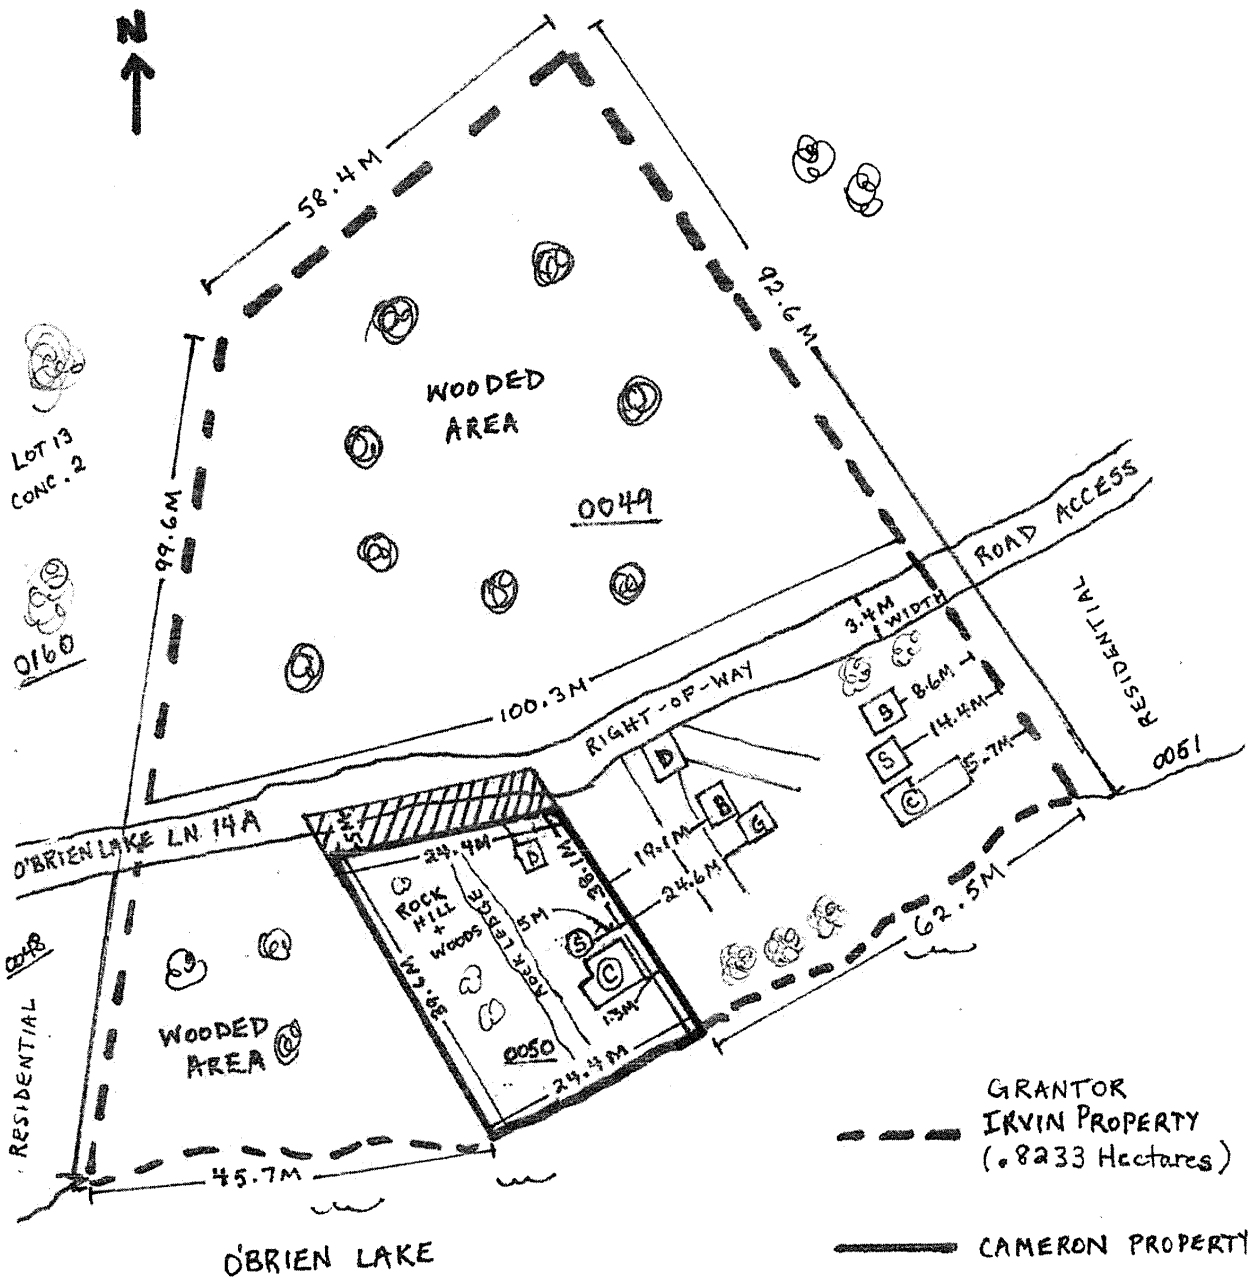 N
58.4 M
92.6 M
WOODED
AREA
LOT 13
CONC. 2
0049
99.6M
ROAD ACCESS
0160
3.4M
WIDTH
RESIDENTIAL
100.3M
RIGHT-OF-WAY
B
8.6M
S
14.4M
C
5.7M
0051
D
B
G
O'BRIEN LAKE LN 14A
24.4M
D
38.1M
19.1M
24.6M
62.5M
ROCK
HILL
+
WOODS
ROCK LEDGE
5M
S
C
1.3M
39.6M
0048
RESIDENTIAL
WOODED
AREA
0050
24.4M
45.7M
GRANTOR
IRVIN PROPERTY
(.8233 Hectares)
O'BRIEN LAKE
CAMERON PROPERTY